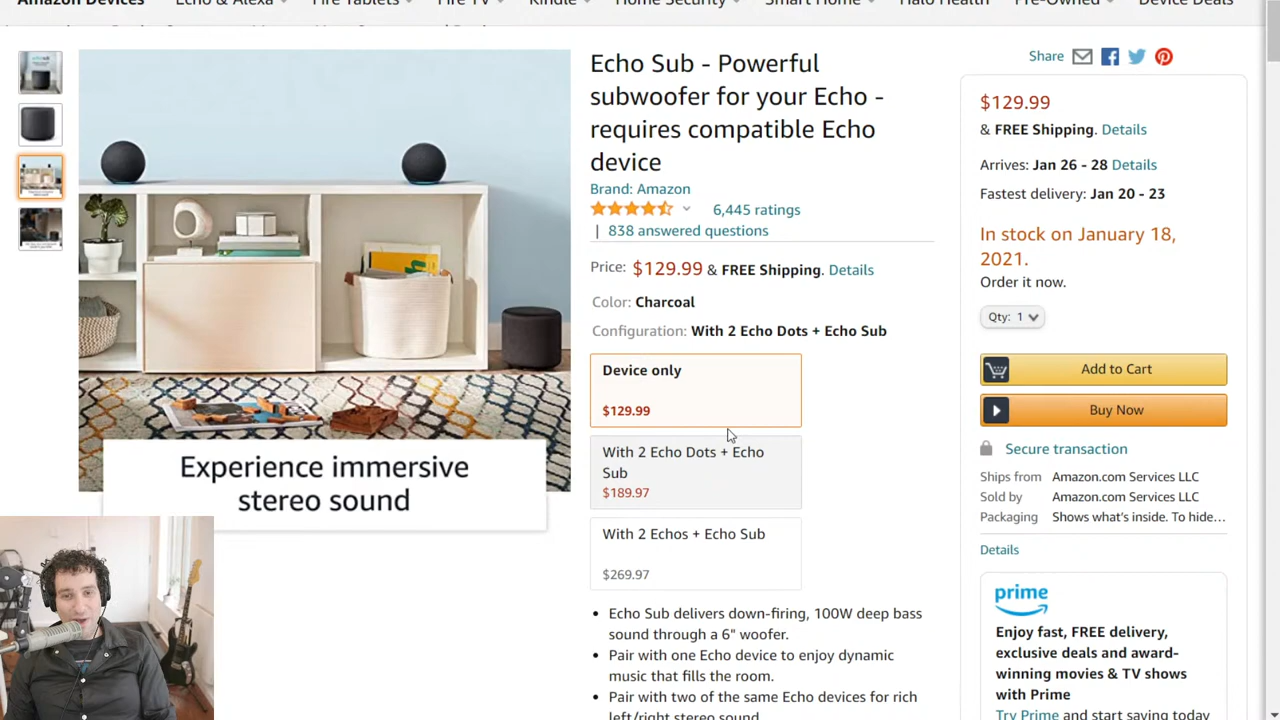 Amazon Devices Echo & Alexa Fire Tablets Fire TV Kindle Home Security Smart Home Halo Health Pre-Owned Device Deals
Echo Sub - Powerful
subwoofer for your Echo -
requires compatible Echo
device
Brand: Amazon
6,445 ratings
| 838 answered questions
Price: $129.99 & FREE Shipping. Details
Color: Charcoal
Configuration: With 2 Echo Dots + Echo Sub
Device only
$129.99
With 2 Echo Dots + Echo
Sub
$189.97
With 2 Echos + Echo Sub
$269.97
• Echo Sub delivers down-firing, 100W deep bass
sound through a 6" woofer.
• Pair with one Echo device to enjoy dynamic
music that fills the room.
• Pair with two of the same Echo devices for rich
left/right stereo sound.
Experience immersive
stereo sound
Share
$129.99
& FREE Shipping. Details
Arrives: Jan 26 - 28 Details
Fastest delivery: Jan 20 - 23
In stock on January 18,
2021.
Order it now.
Qty: 1
Add to Cart
Buy Now
Secure transaction
Ships from Amazon.com Services LLC
Sold by Amazon.com Services LLC
Packaging Shows what's inside. To hide…
Details
prime
Enjoy fast, FREE delivery,
exclusive deals and award-
winning movies & TV shows
with Prime
Try Prime and start saving today